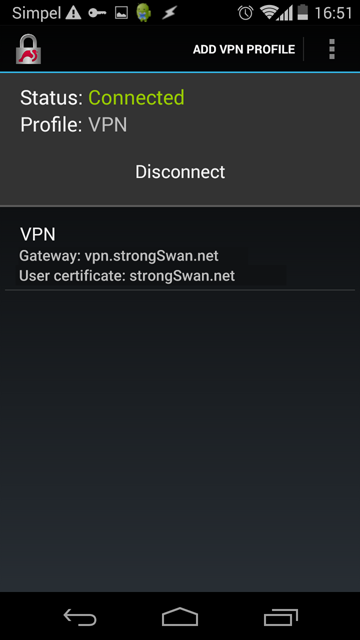 Simpel 16:51
ADD VPN PROFILE
Status: Connected
Profile: VPN
Disconnect
VPN
Gateway: vpn.strongSwan.net
User certificate: strongSwan.net